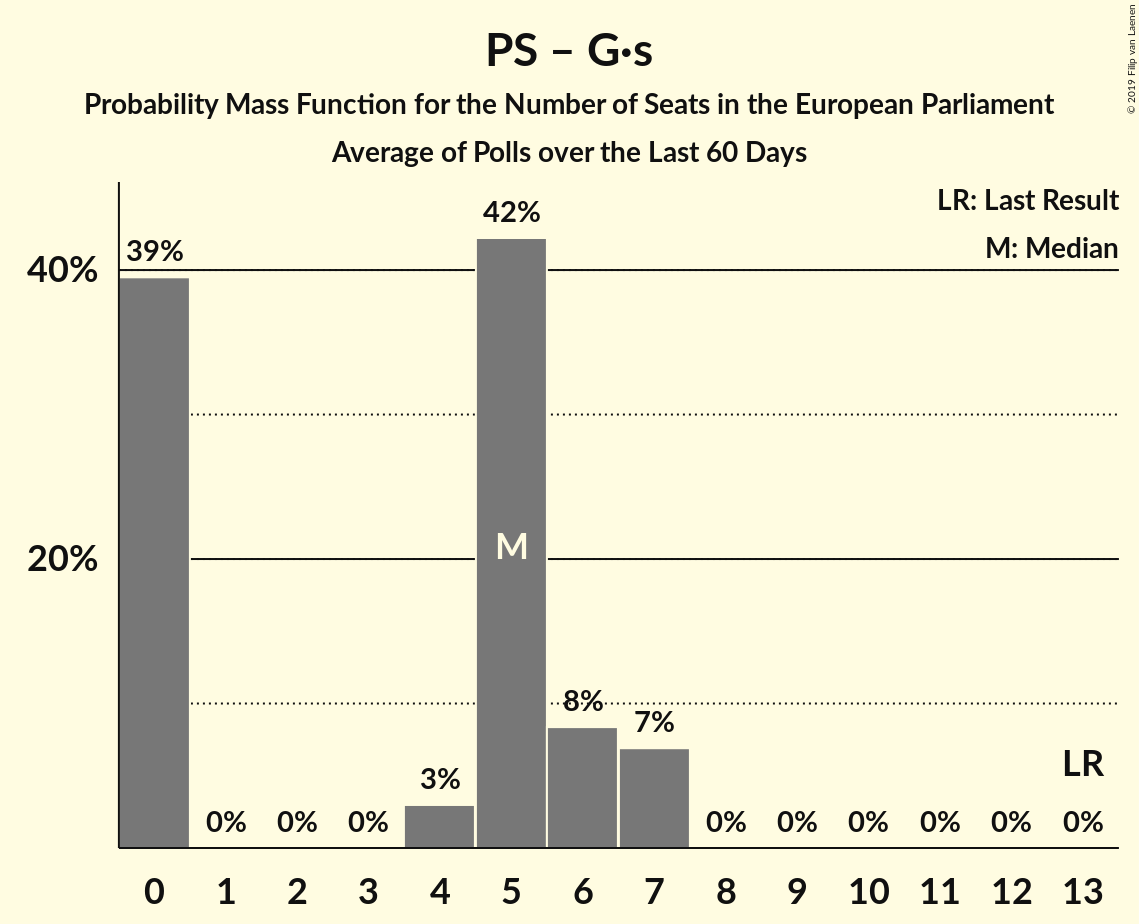 PS – G·s
Probability Mass Function for the Number of Seats in the European Parliament
Average of Polls over the Last 60 Days
© 2019 Filip van Laenen
LR: Last Result
M: Median
40%
20%
39%
0%
0%
0%
3%
42%
M
8%
7%
0%
0%
0%
0%
0%
LR
0%
0 1 2 3 4 5 6 7 8 9 10 11 12 13